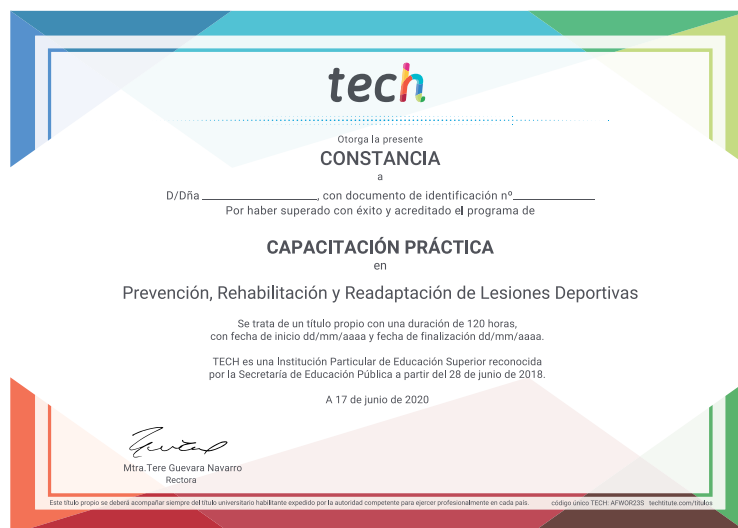 tech
Otorga la presente
CONSTANCIA
a
D/Dña ____________________, con documento de identificación nº______________
Por haber superado con éxito y acreditado el programa de
CAPACITACIÓN PRÁCTICA
en
Prevención, Rehabilitación y Readaptación de Lesiones Deportivas
Se trata de un título propio con una duración de 120 horas,
con fecha de inicio dd/mm/aaaa y fecha de finalización dd/mm/aaaa.
TECH es una Institución Particular de Educación Superior reconocida
por la Secretaría de Educación Pública a partir del 28 de junio de 2018.
A 17 de junio de 2020
Mtra.Tere Guevara Navarro
Rectora
Este título propio se deberá acompañar siempre del título universitario habilitante expedido por la autoridad competente para ejercer profesionalmente en cada país. código único TECH: AFWOR23S techtitute.com/titulos